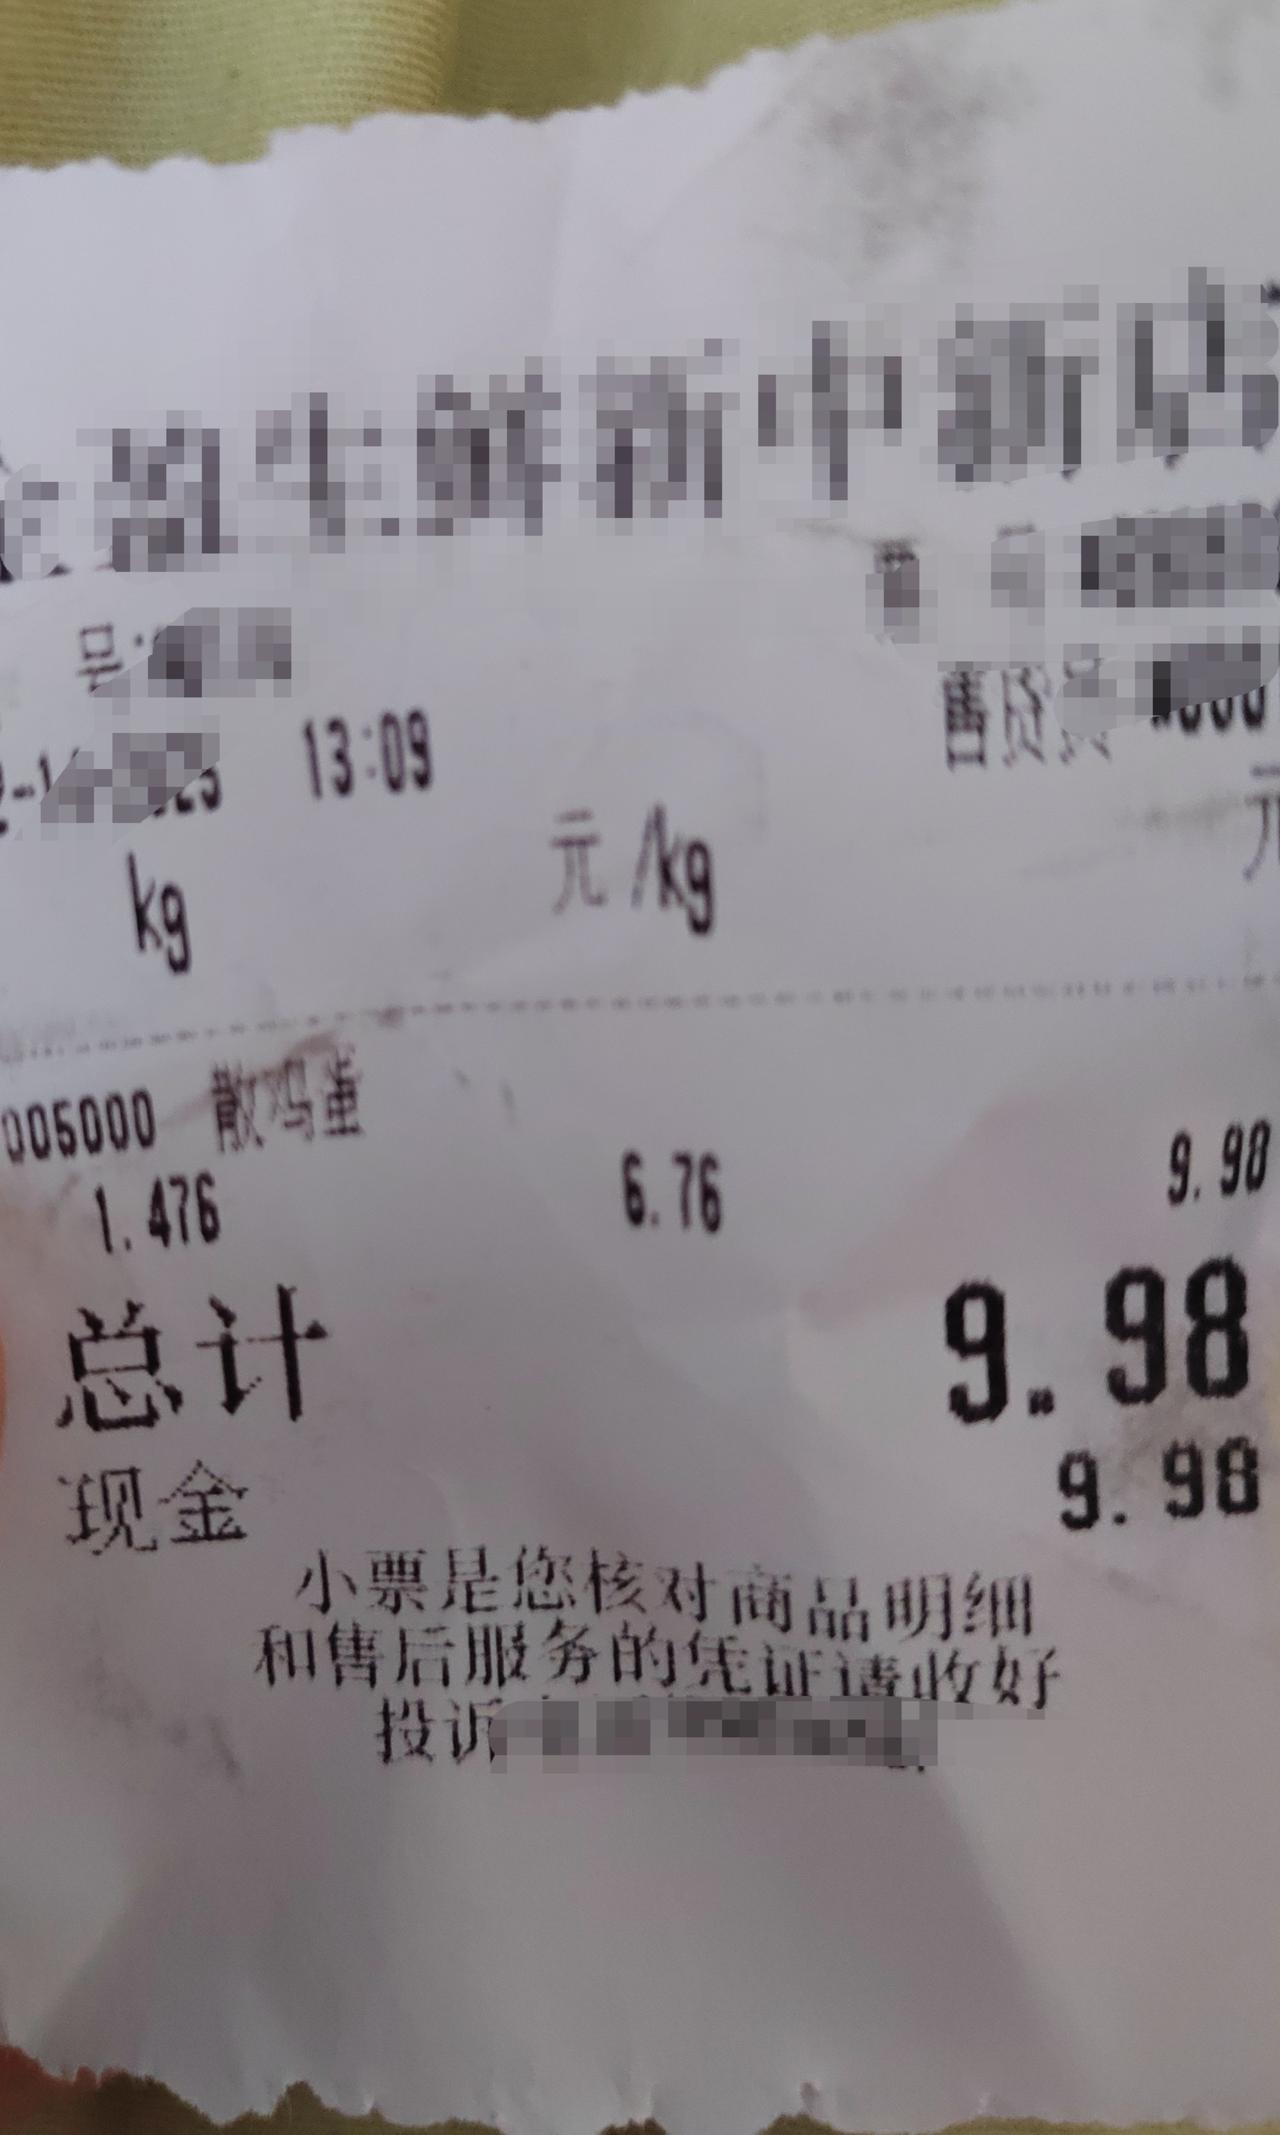 号:
13:09
售货员
kg 元/kg 元
005000 散鸡蛋
1.476 6.76 9.98
总计 9.98
现金 9.98
小票是您核对商品明细
和售后服务的凭证请收好
投诉